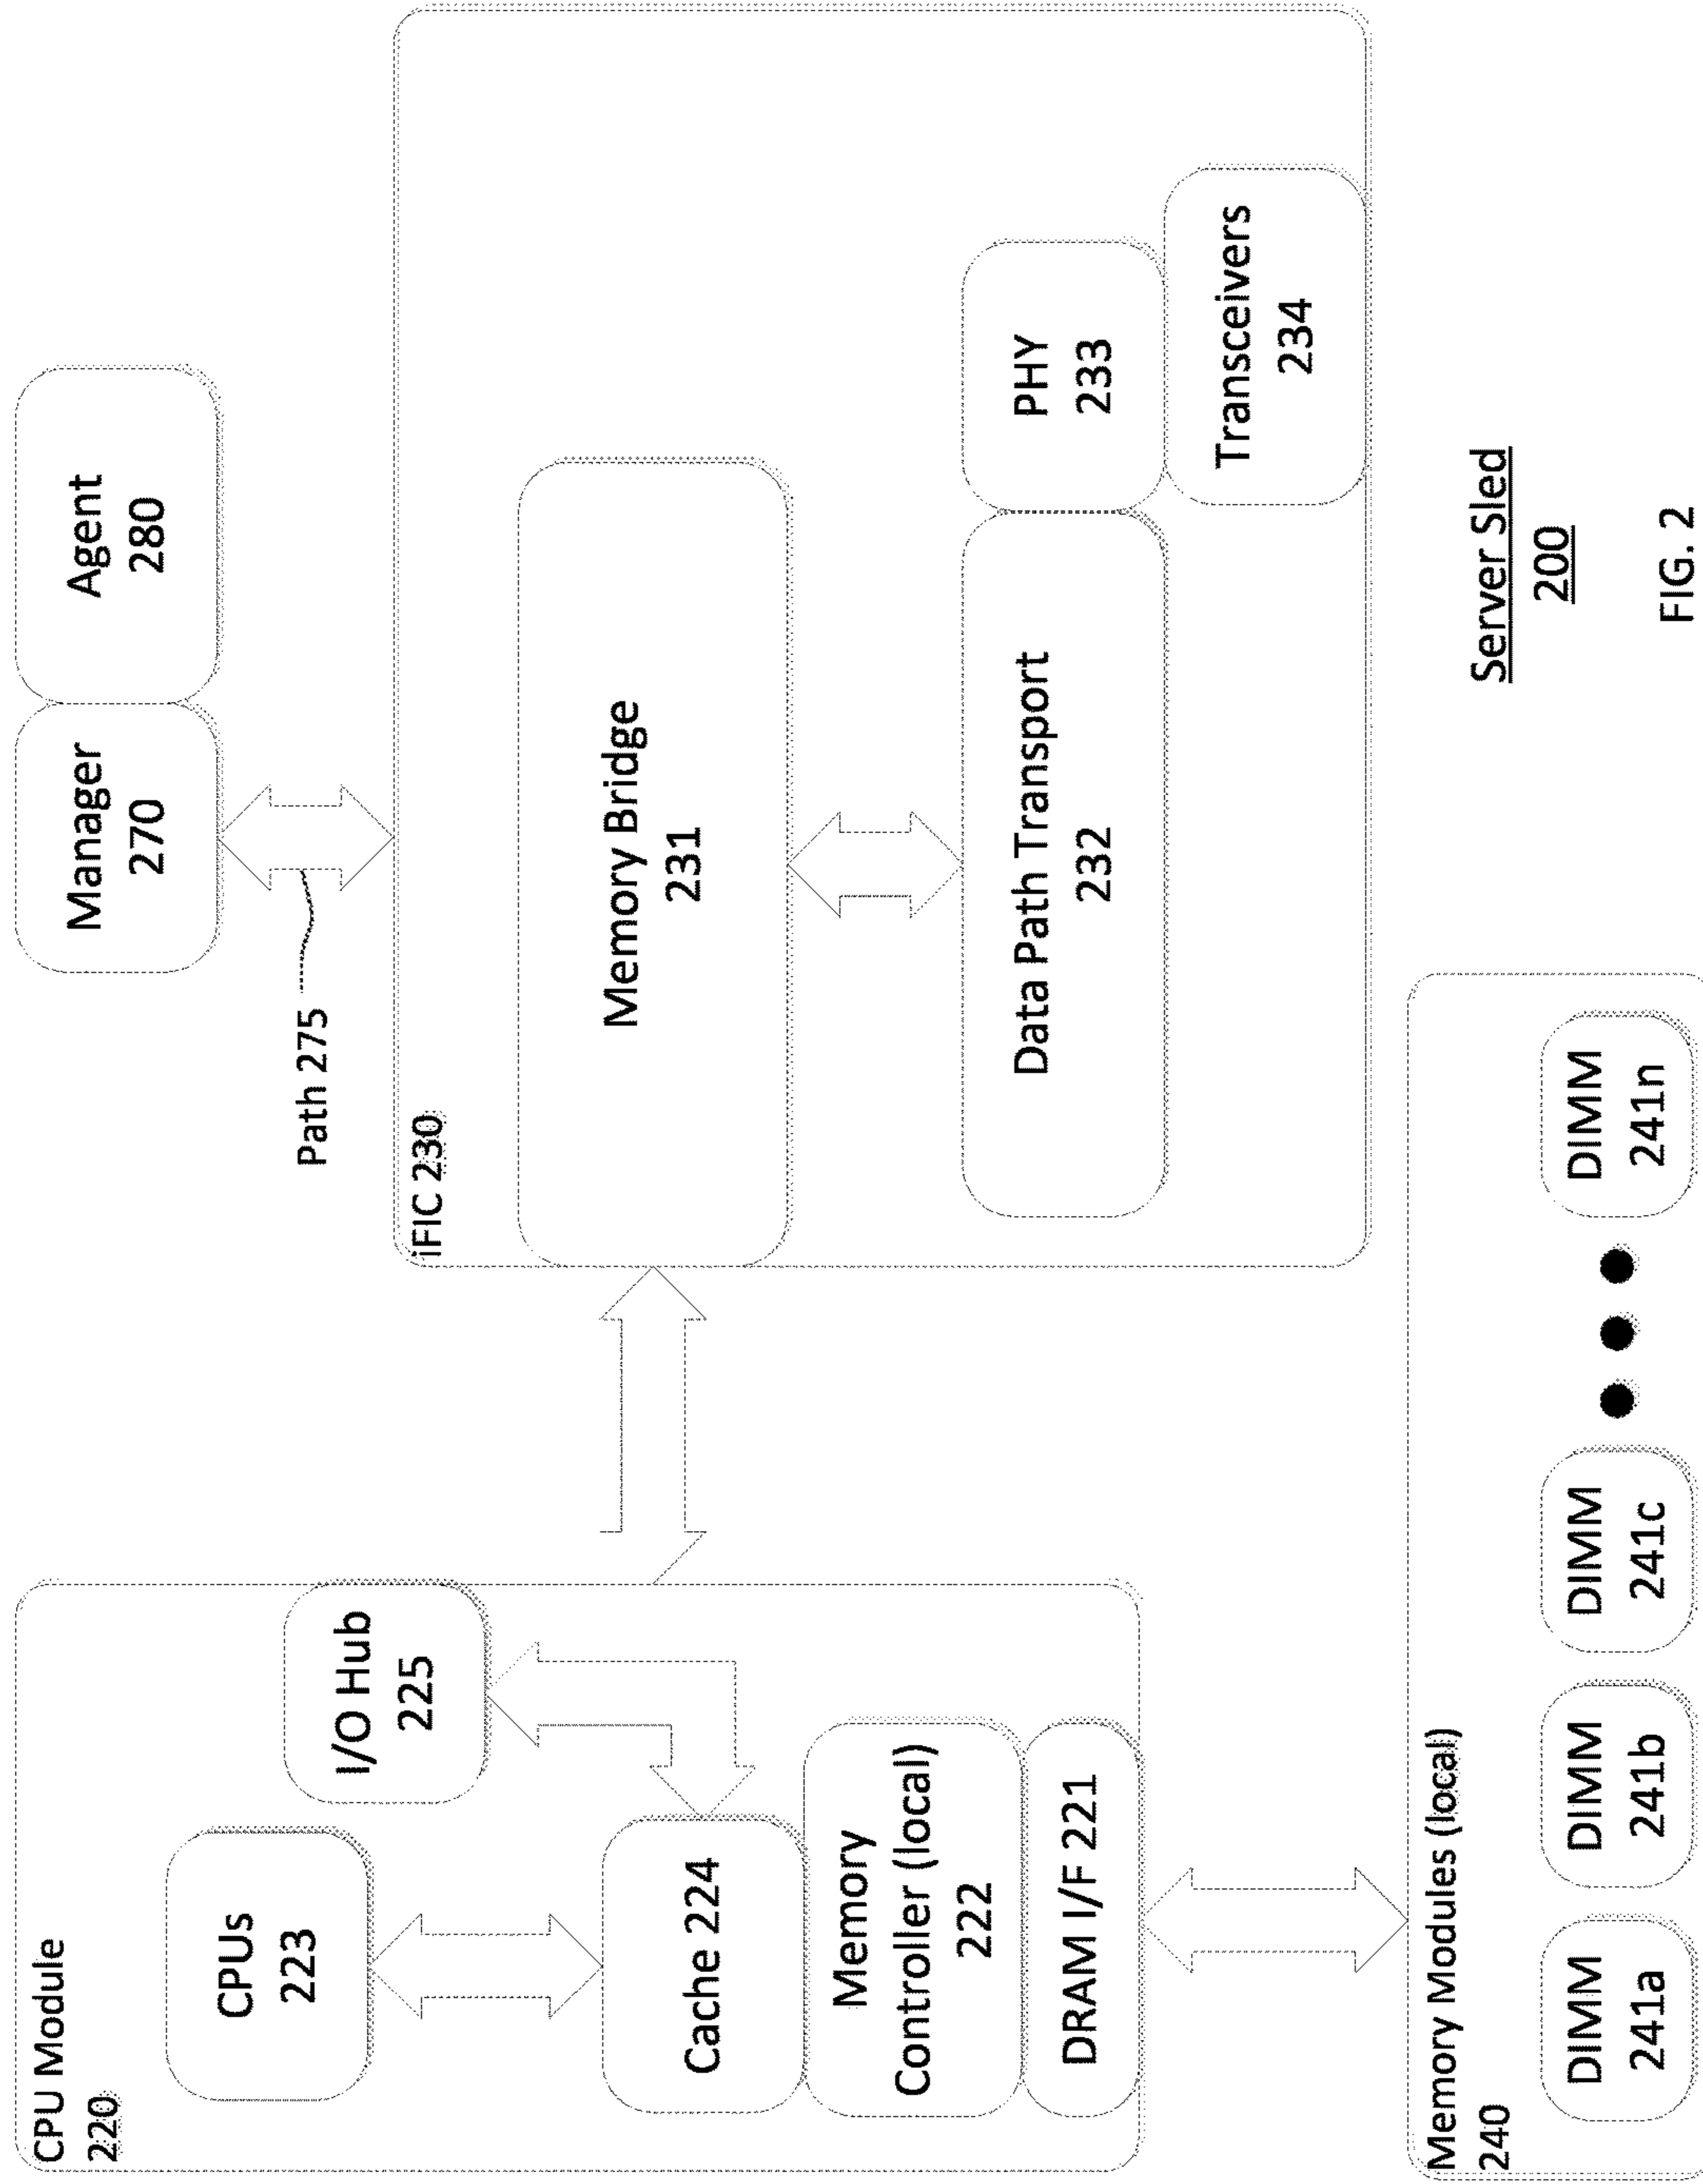 CPU Module
220
CPUs
223
I/O Hub
225
Cache 224
Memory
Controller (local)
222
DRAM I/F 221
Manager
270
Agent
280
Path 275
iFIC 230
Memory Bridge
231
Data Path Transport
232
PHY
233
Transceivers
234
Memory Modules (local)
240
DIMM
241a
DIMM
241b
DIMM
241c
DIMM
241n
Server Sled
200
FIG. 2